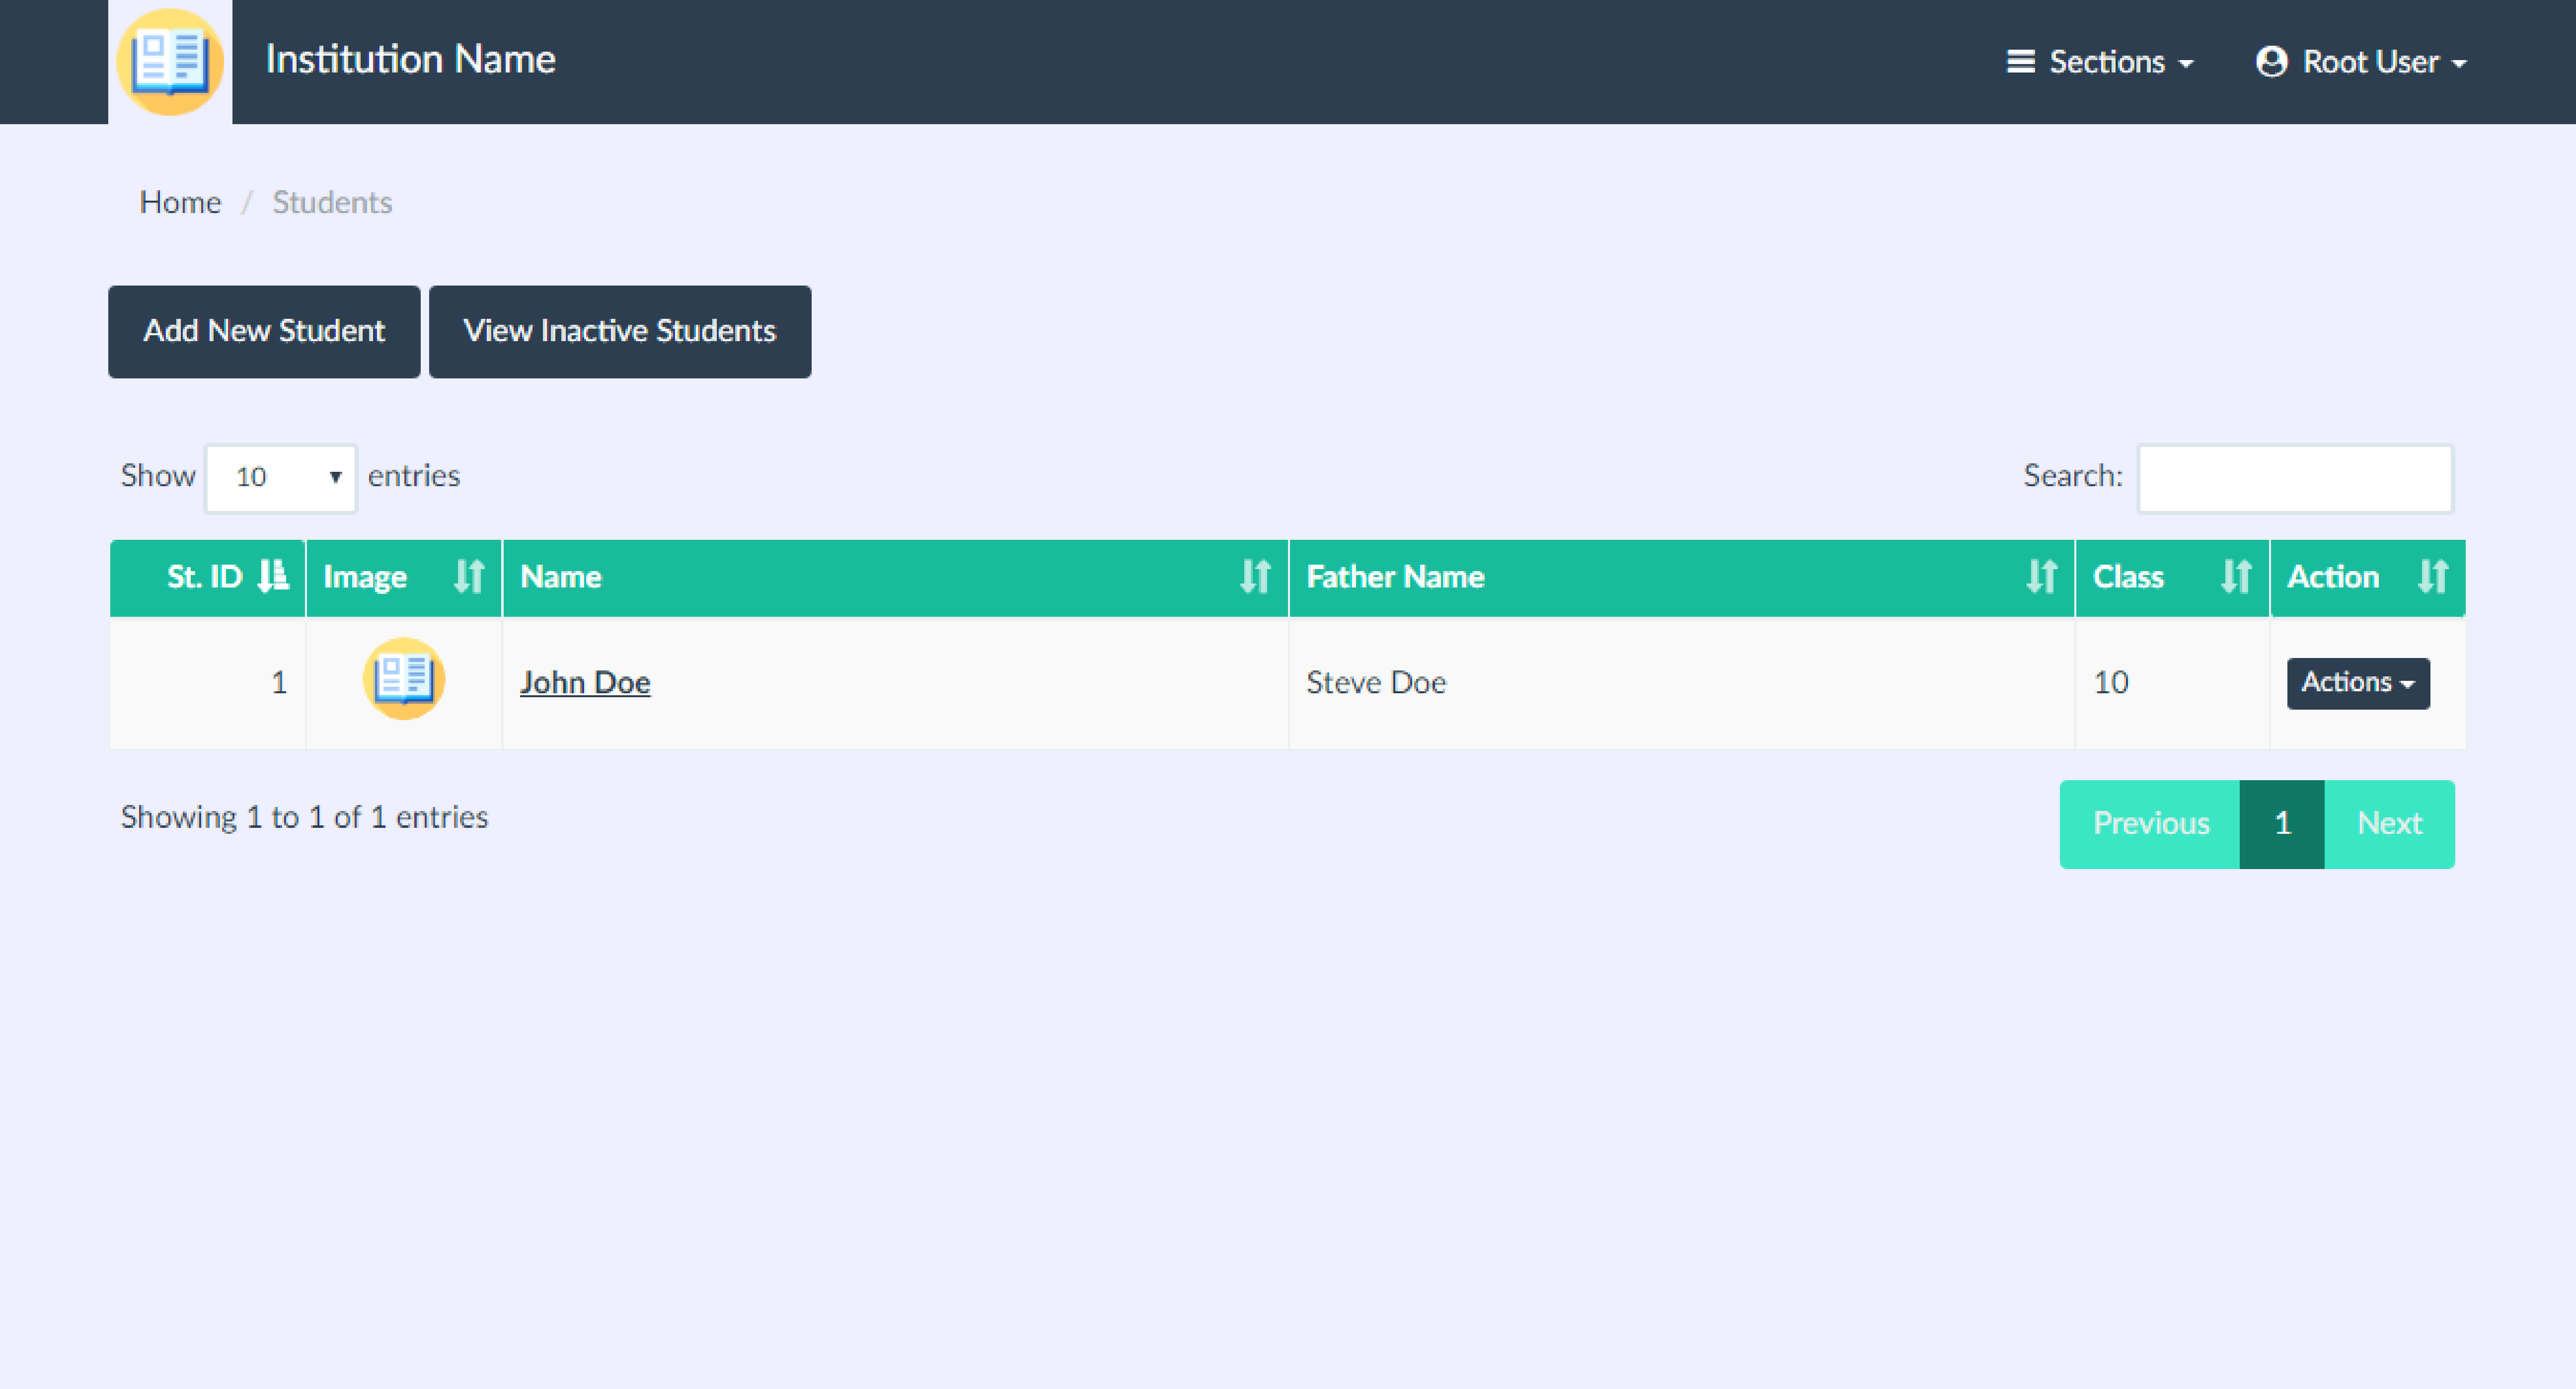 Institution Name
Sections
Root User
Home / Students
Add New Student
View Inactive Students
Show 10 entries
Search:
St. ID Image Name Father Name Class Action
1 John Doe Steve Doe 10 Actions
Showing 1 to 1 of 1 entries
Previous 1 Next